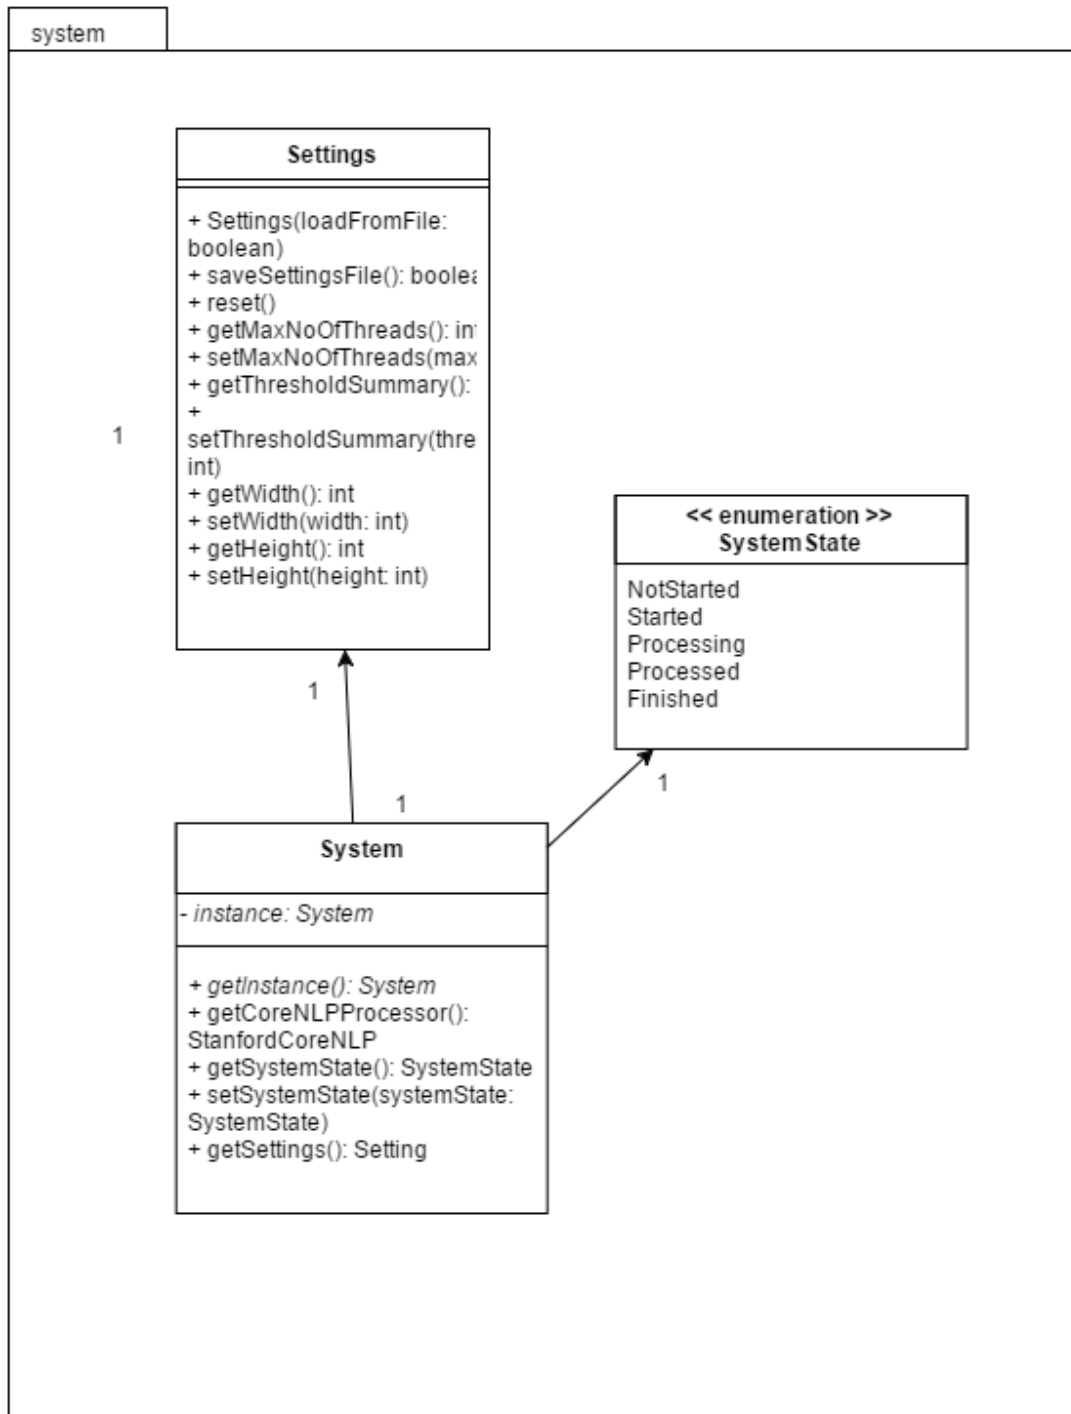 system
Settings
+ Settings(loadFromFile:
boolean)
+ saveSettingsFile(): boolea
+ reset()
+ getMaxNoOfThreads(): int
+ setMaxNoOfThreads(max
+ getThresholdSummary():
+
setThresholdSummary(thre
int)
+ getWidth(): int
+ setWidth(width: int)
+ getHeight(): int
+ setHeight(height: int)
1
<< enumeration >>
SystemState
NotStarted
Started
Processing
Processed
Finished
1
1
1
System
- instance: System
+ getInstance(): System
+ getCoreNLPProcessor():
StanfordCoreNLP
+ getSystemState(): SystemState
+ setSystemState(systemState:
SystemState)
+ getSettings(): Setting